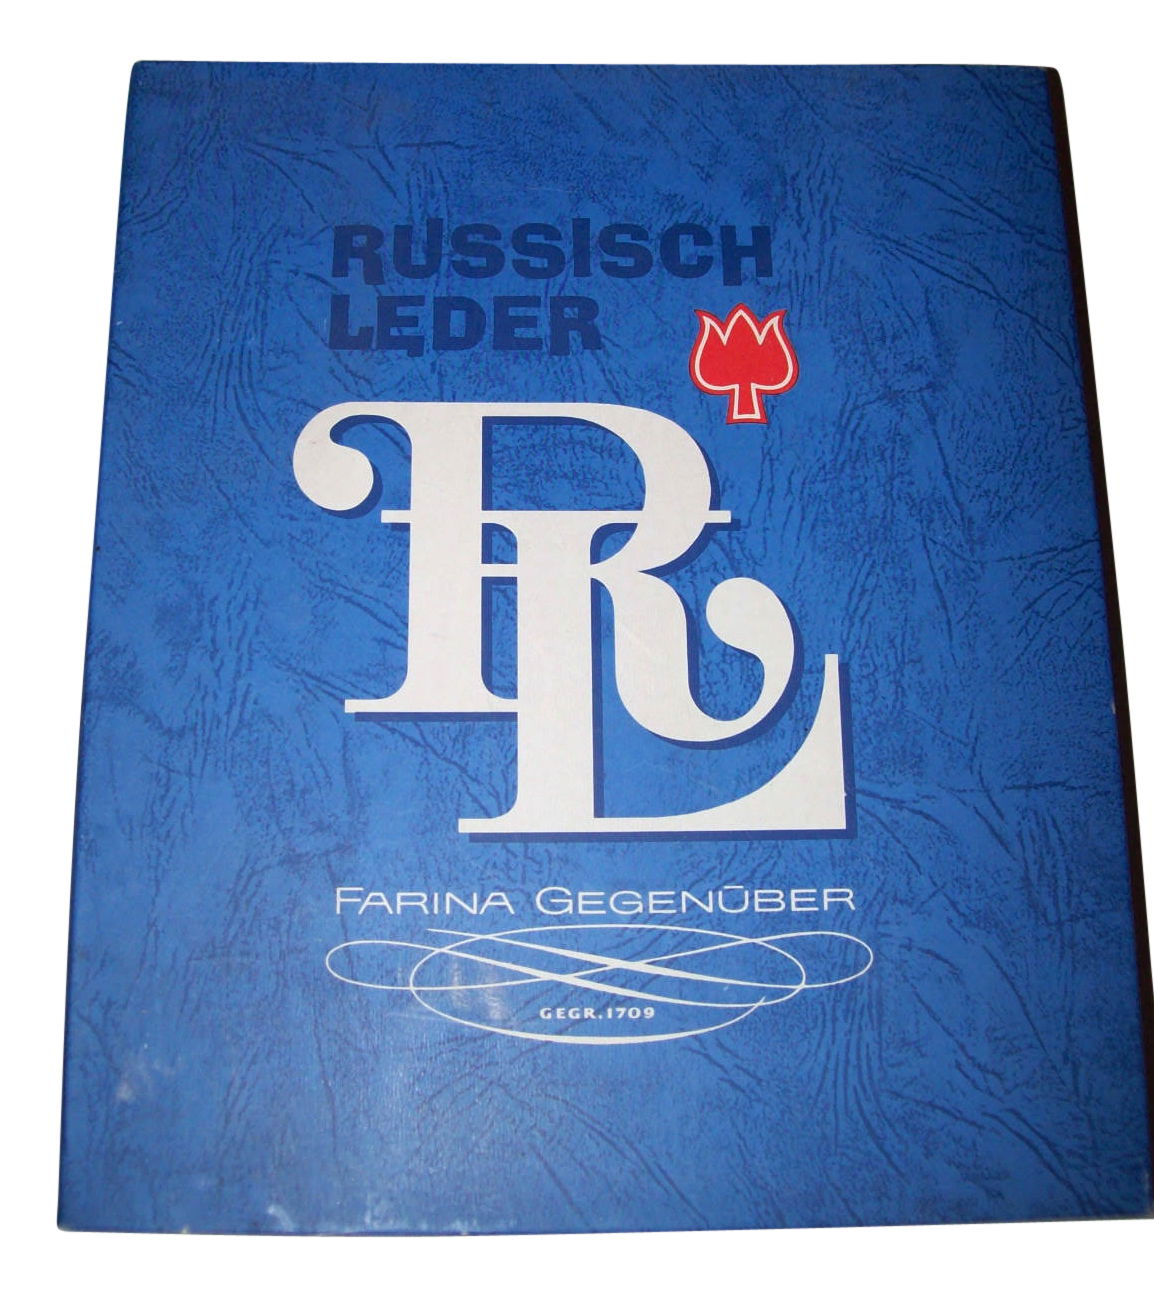 RUSSISCH
LEDER
RL
FARINA GEGENÜBER
GEGR. 1709